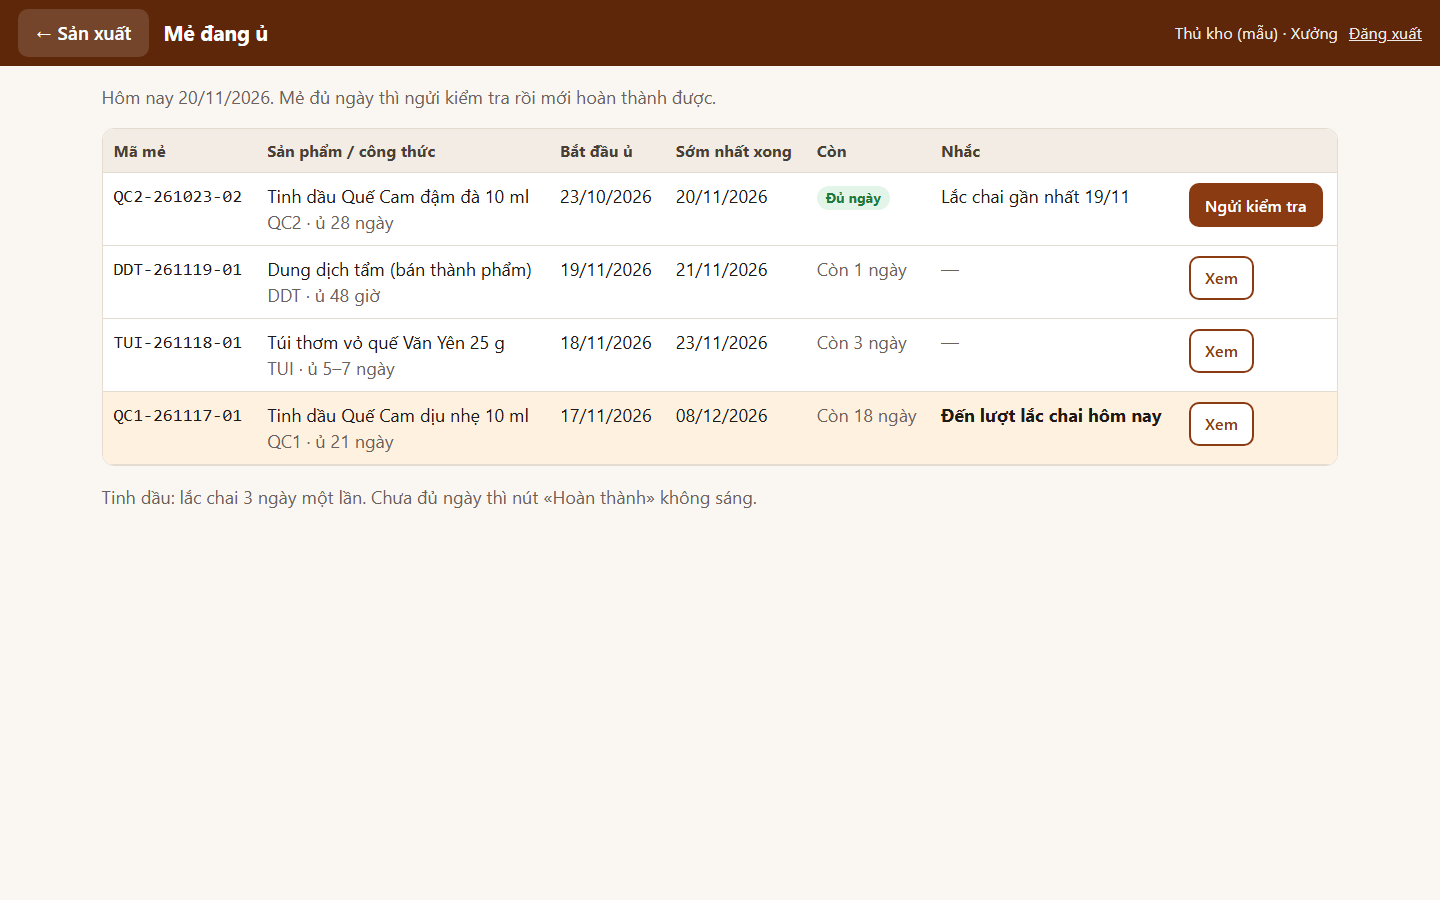 ← Sản xuất
Mẻ đang ủ
Thủ kho (mẫu) · Xưởng
Đăng xuất
Hôm nay 20/11/2026. Mẻ đủ ngày thì ngửi kiểm tra rồi mới hoàn thành được.
Mã mẻ
Sản phẩm / công thức
Bắt đầu ủ
Sớm nhất xong
Còn
Nhắc
QC2-261023-02
Tinh dầu Quế Cam đậm đà 10 ml
QC2 · ủ 28 ngày
23/10/2026
20/11/2026
Đủ ngày
Lắc chai gần nhất 19/11
Ngửi kiểm tra
DDT-261119-01
Dung dịch tẩm (bán thành phẩm)
DDT · ủ 48 giờ
19/11/2026
21/11/2026
Còn 1 ngày
—
Xem
TUI-261118-01
Túi thơm vỏ quế Văn Yên 25 g
TUI · ủ 5–7 ngày
18/11/2026
23/11/2026
Còn 3 ngày
—
Xem
QC1-261117-01
Tinh dầu Quế Cam dịu nhẹ 10 ml
QC1 · ủ 21 ngày
17/11/2026
08/12/2026
Còn 18 ngày
Đến lượt lắc chai hôm nay
Xem
Tinh dầu: lắc chai 3 ngày một lần. Chưa đủ ngày thì nút «Hoàn thành» không sáng.